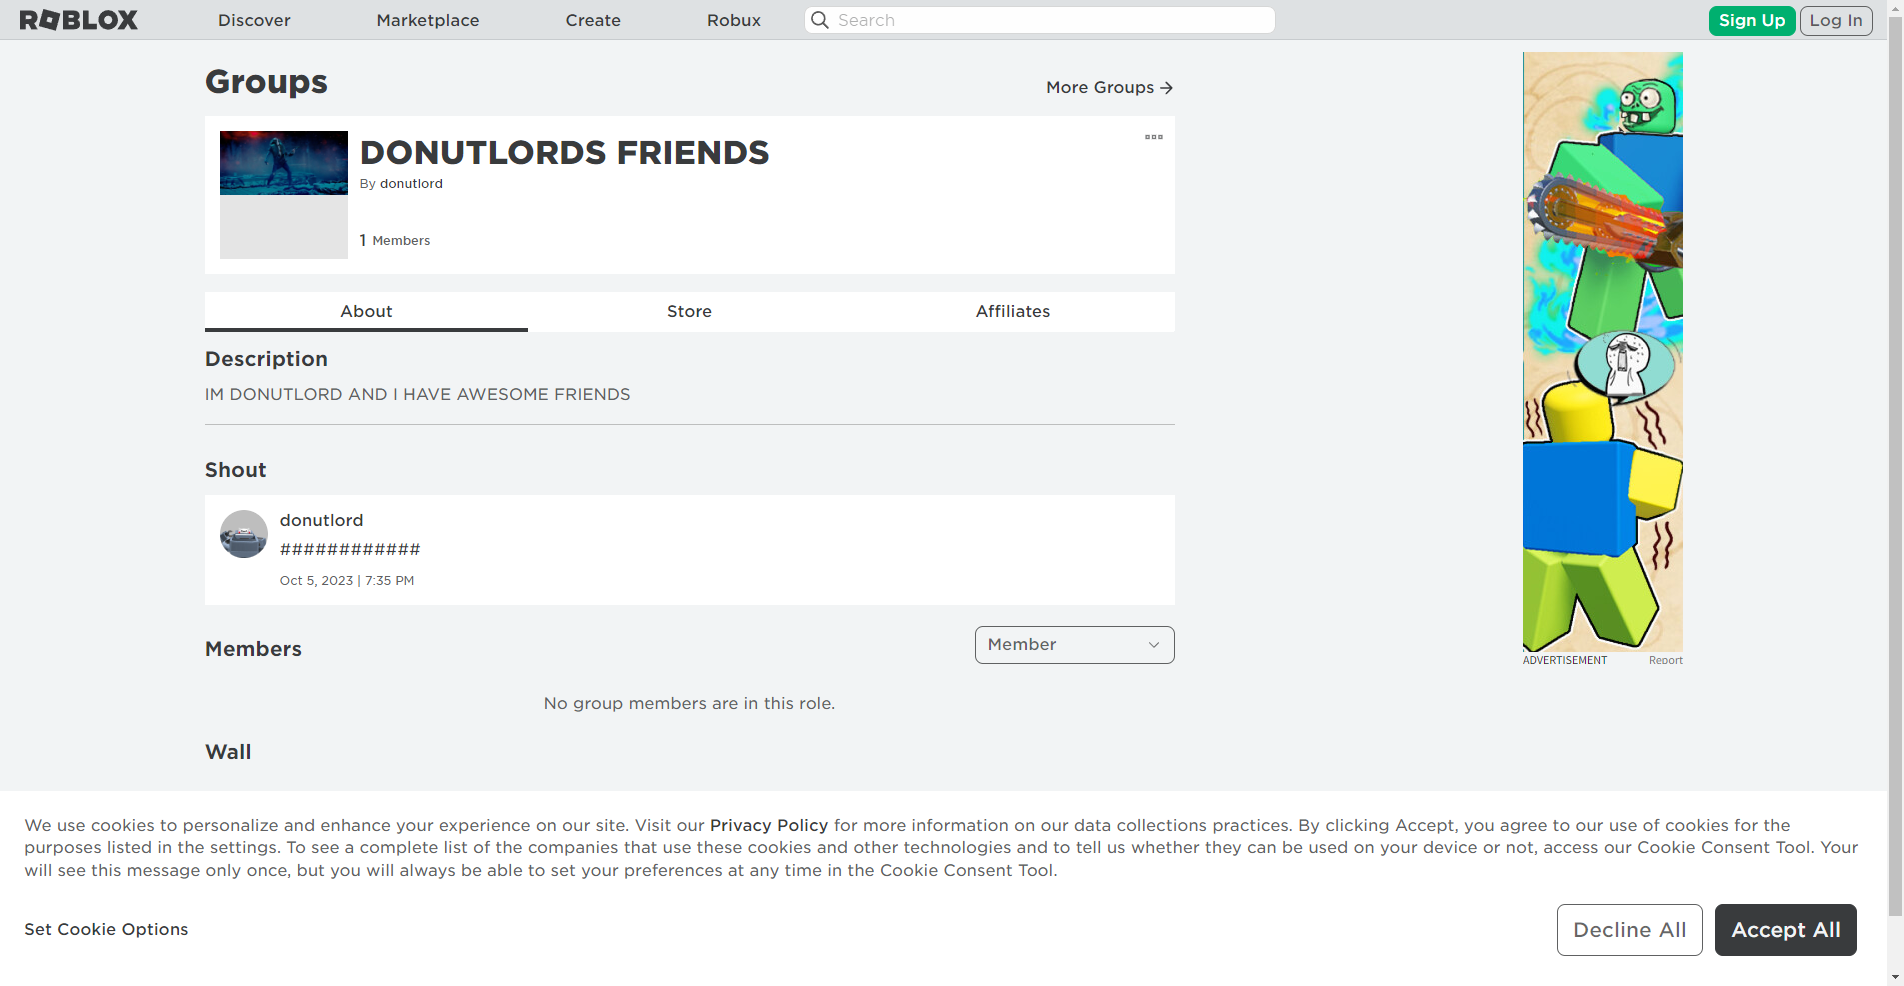 ROBLOX
Discover
Marketplace
Create
Robux
Search
Sign Up
Log In
Groups
More Groups →
DONUTLORDS FRIENDS
By donutlord
1 Members
About
Store
Affiliates
Description
IM DONUTLORD AND I HAVE AWESOME FRIENDS
Shout
donutlord
############
Oct 5, 2023 | 7:35 PM
Members
Member
No group members are in this role.
Wall
ADVERTISEMENT
Report
We use cookies to personalize and enhance your experience on our site. Visit our Privacy Policy for more information on our data collections practices. By clicking Accept, you agree to our use of cookies for the
purposes listed in the settings. To see a complete list of the companies that use these cookies and other technologies and to tell us whether they can be used on your device or not, access our Cookie Consent Tool. Your
will see this message only once, but you will always be able to set your preferences at any time in the Cookie Consent Tool.
Set Cookie Options
Decline All
Accept All